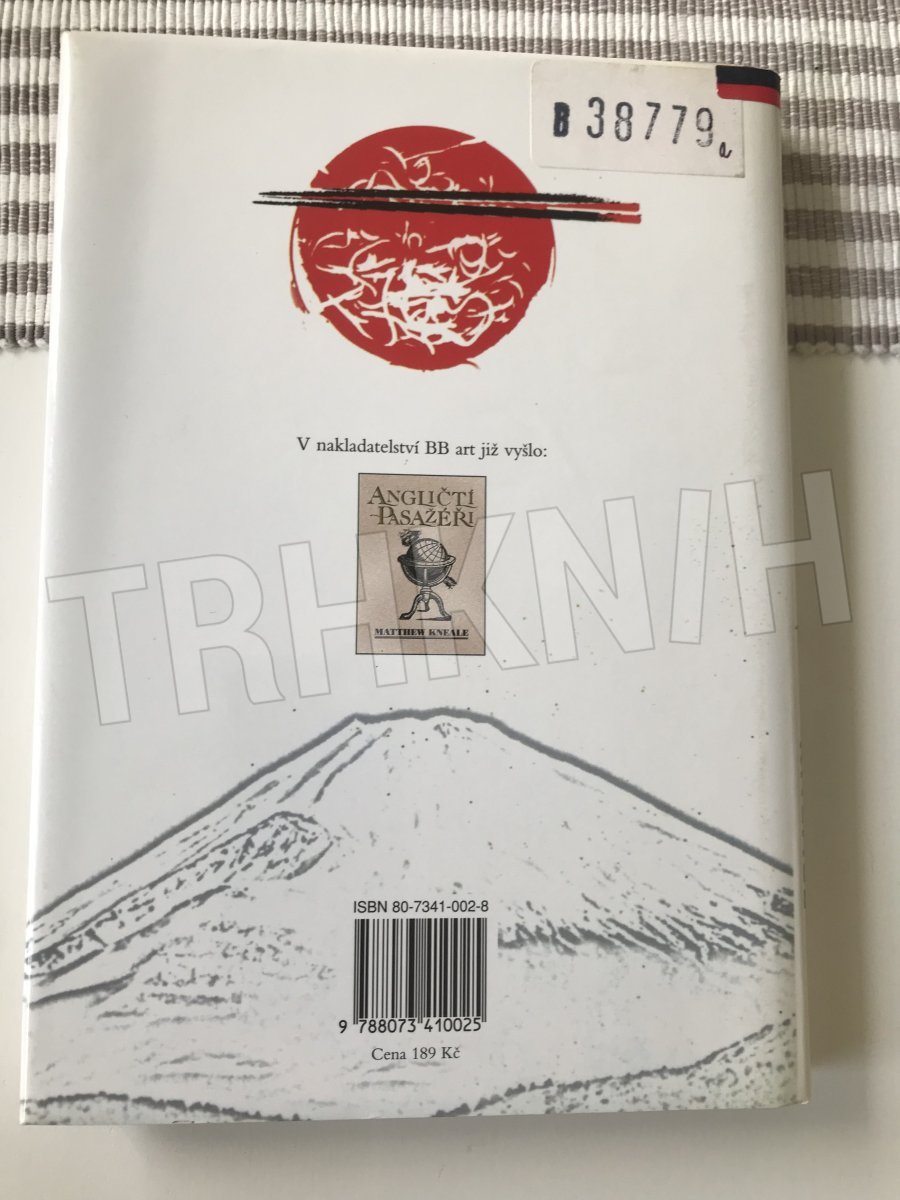 B 38779 a
V nakladatelství BB art již vyšlo:
ANGLIČTÍ
PASAŽÉŘI
MATTHEW KNEALE
TRHKNIH
ISBN 80-7341-002-8
9 788073 410025
Cena 189 Kč